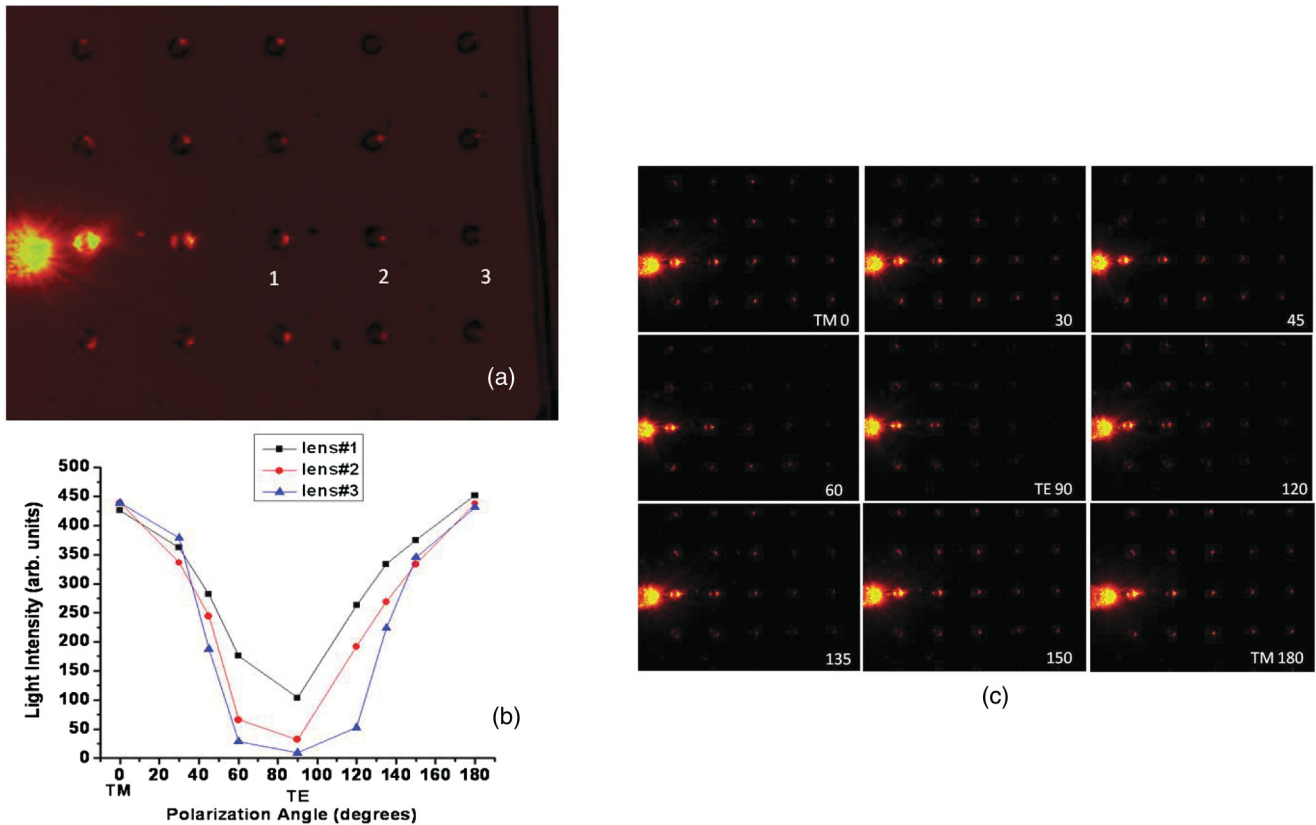 1
2
3
(a)
lens#1
lens#2
lens#3
500
450
400
350
300
250
200
150
100
50
0
Light Intensity (arb. units)
0 20 40 60 80 100 120 140 160 180
TM TE
Polarization Angle (degrees)
(b)
TM 0
30
45
60
TE 90
120
135
150
TM 180
(c)